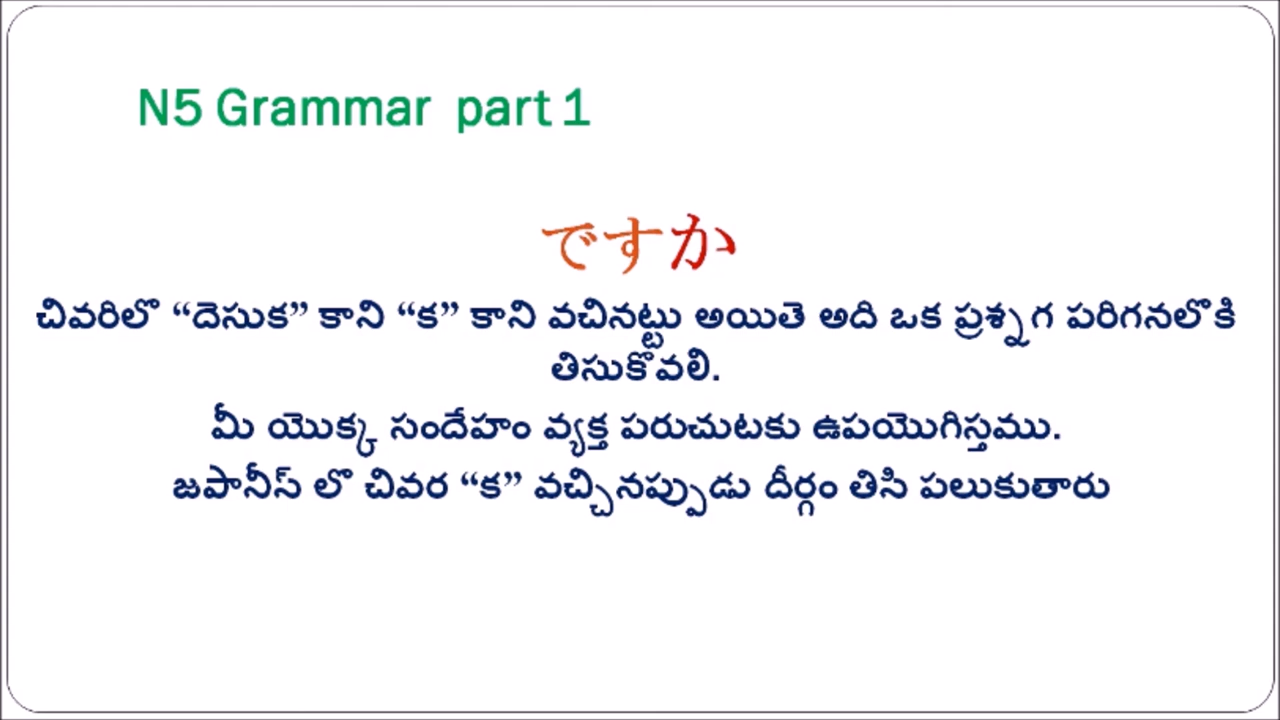 N5 Grammar part 1
ですか
చివరిలొ “దెసుక” కాని “క” కాని వచినట్టు అయితె అది ఒక ప్రశ్నగ పరిగనలొకి
తిసుకొవలి.
మీ యొక్క సందేహం వ్యక్త పరుచుటకు ఉపయొగిస్తము.
జపానీస్ లొ చివర “క” వచ్చినప్పుడు దీర్గం తిసి పలుకుతారు